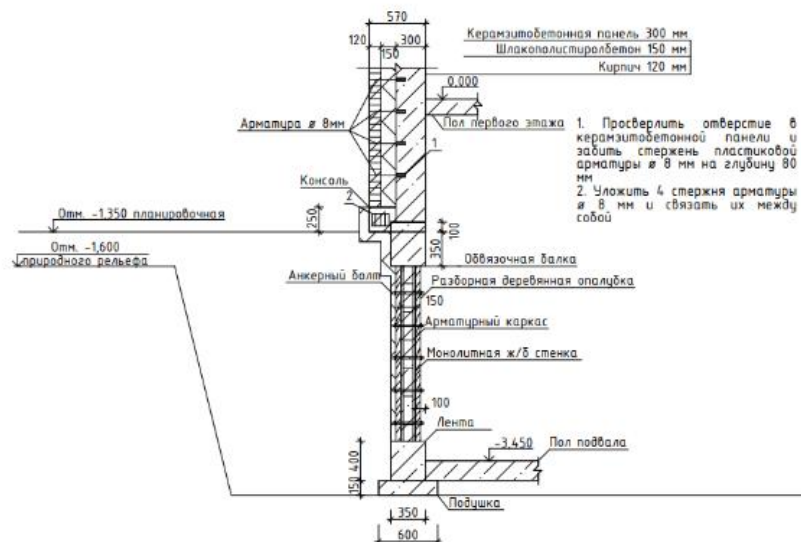 570
120
150
300
Керамзитобетонная панель 300 мм
Шлакополистиролбетон 150 мм
Кирпич 120 мм
0,000
Арматура ø 8мм
Пол первого этажа
1
1. Просверлить отверстие в
керамзитобетонной панели и
забить стержень пластиковой
арматуры ø 8 мм на глубину 80
мм
2. Уложить 4 стержня арматуры
ø 8 мм и связать их между
собой
Консоль
2
Отм. -1.350 планировочная
250
100
Отм. -1,600
природного рельефа
350
Обвязочная балка
Анкерный болт
Разборная деревянная опалубка
150
Арматурный каркас
Монолитная ж/б стенка
100
Лента
-3,450
Пол подвала
400
150
Подушка
350
600